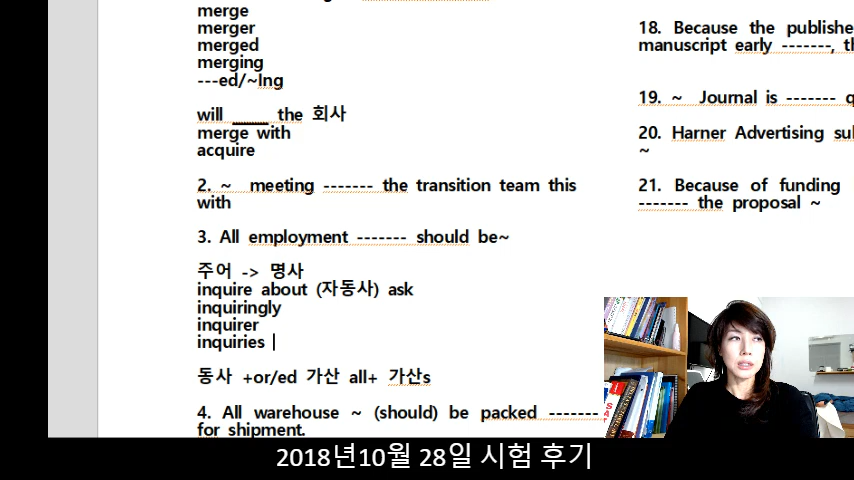 merge
merger
merged
merging
---ed/~Ing
will ____ the 회사
merge with
acquire
2. ~ meeting ------- the transition team this
with
3. All employment ------- should be~
주어 -> 명사
inquire about (자동사) ask
inquiringly
inquirer
inquiries
동사 +or/ed 가산 all+ 가산s
4. All warehouse ~ (should) be packed -------
for shipment.
18. Because the publishe
manuscript early -------, th
19. ~ Journal is ------- q
20. Harner Advertising sul
~
21. Because of funding
------- the proposal ~
2018년10월 28일 시험 후기